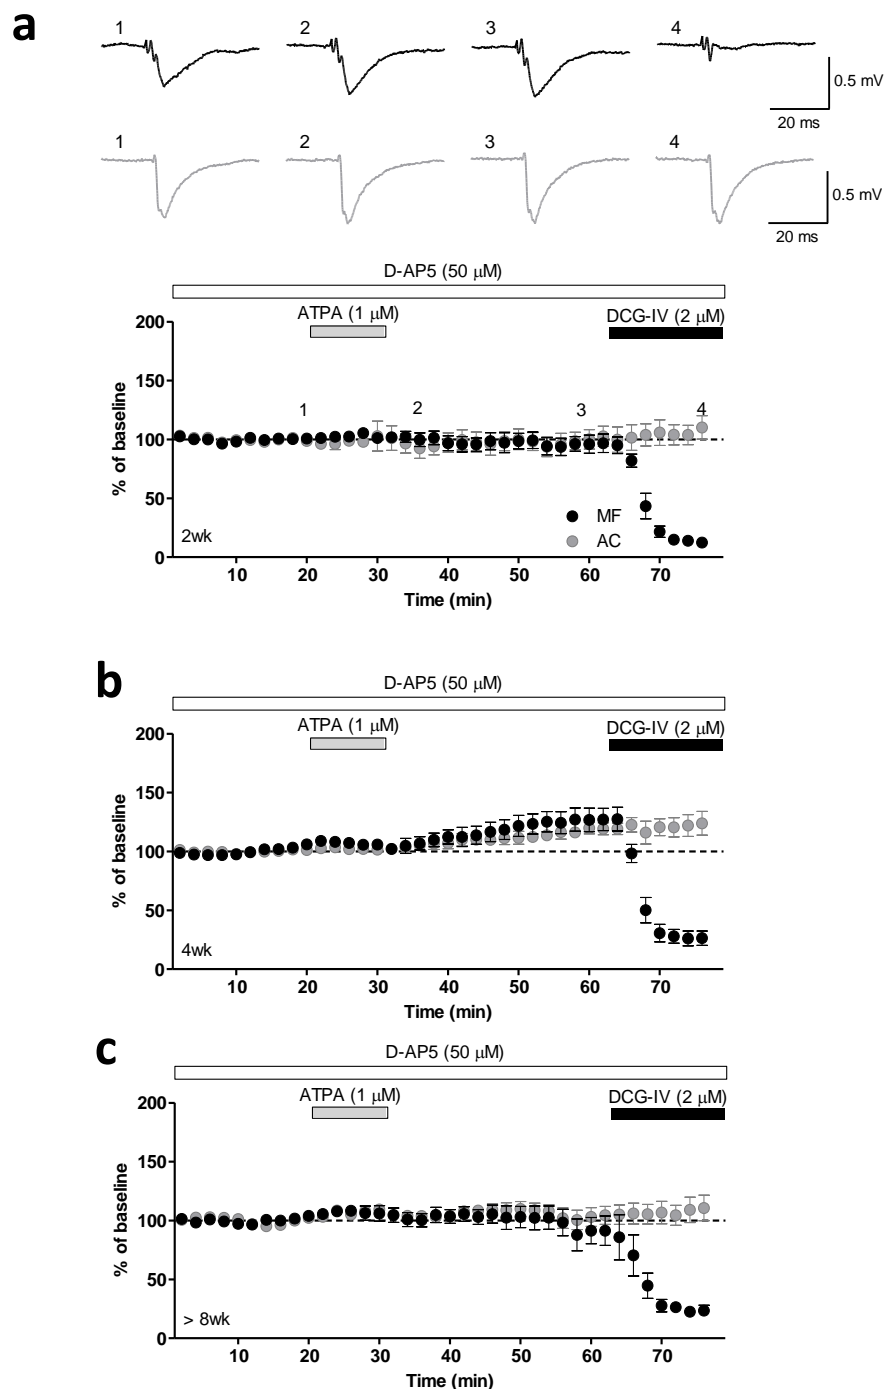 a
1 2 3 4
0.5 mV
20 ms
1 2 3 4
0.5 mV
20 ms
D-AP5 (50 μM)
ATPA (1 μM) DCG-IV (2 μM)
200
150
1 2 3 4
100
50
MF
AC
2wk
0
10 20 30 40 50 60 70
% of baseline
Time (min)
b
D-AP5 (50 μM)
ATPA (1 μM) DCG-IV (2 μM)
200
150
100
50
4wk
0
10 20 30 40 50 60 70
% of baseline
Time (min)
c
D-AP5 (50 μM)
ATPA (1 μM) DCG-IV (2 μM)
200
150
100
50
> 8wk
0
10 20 30 40 50 60 70
% of baseline
Time (min)